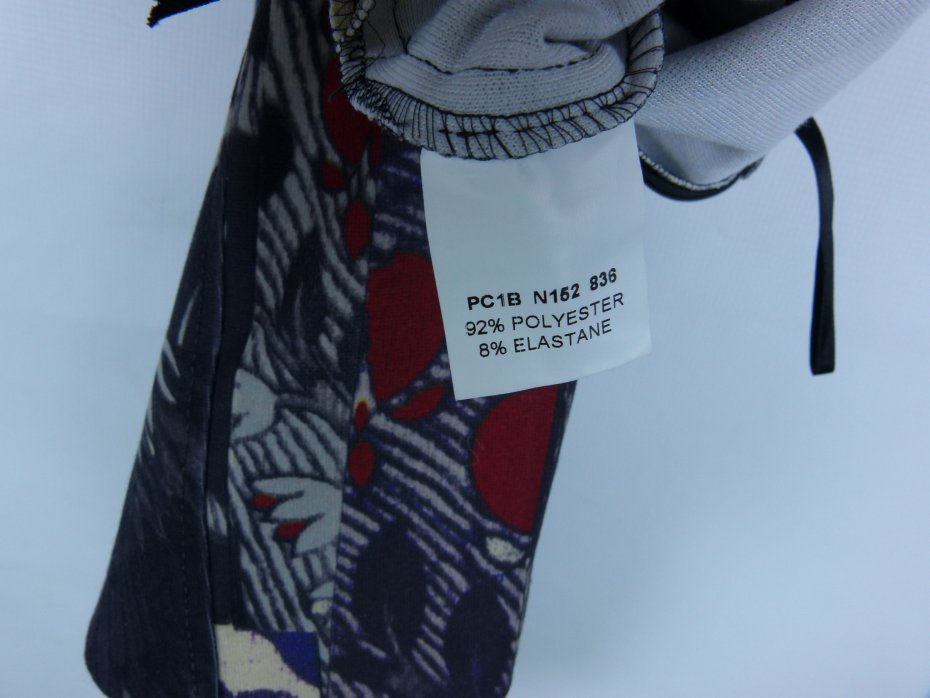 PC1B N152 836
92% POLYESTER
8% ELASTANE